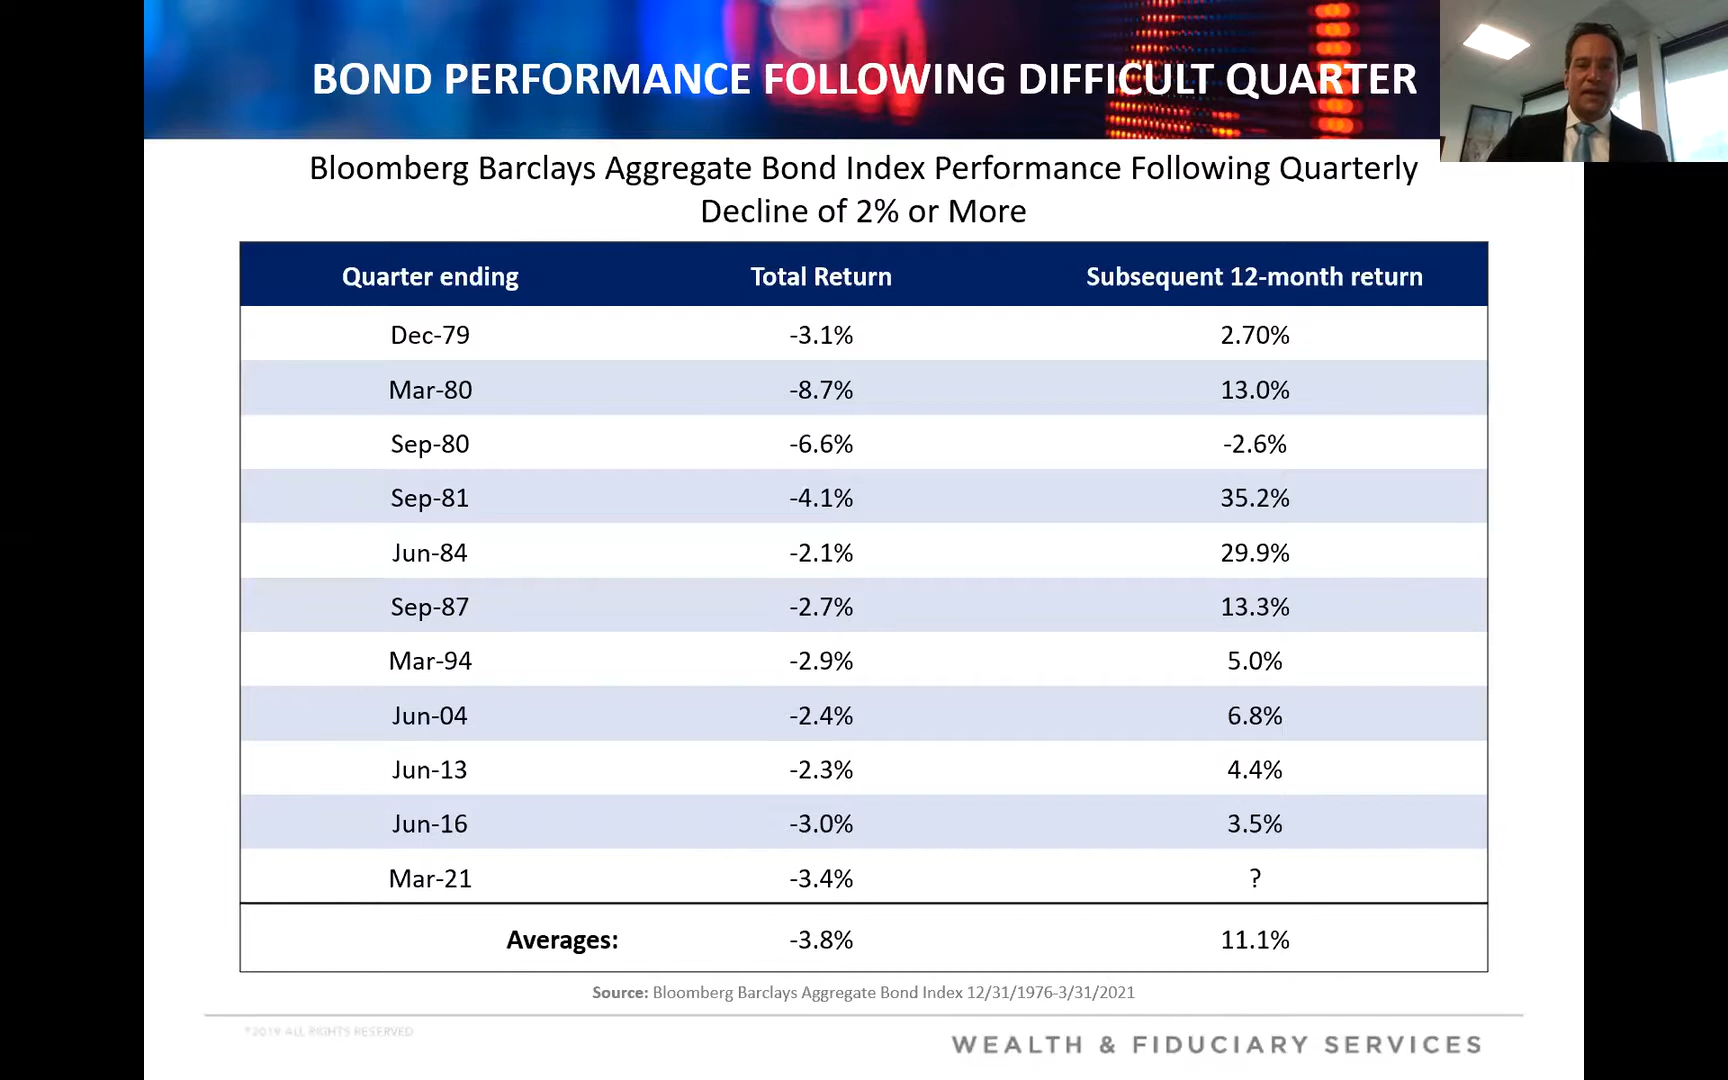 BOND PERFORMANCE FOLLOWING DIFFICULT QUARTER
Bloomberg Barclays Aggregate Bond Index Performance Following Quarterly
Decline of 2% or More
Quarter ending Total Return Subsequent 12-month return
Dec-79 -3.1% 2.70%
Mar-80 -8.7% 13.0%
Sep-80 -6.6% -2.6%
Sep-81 -4.1% 35.2%
Jun-84 -2.1% 29.9%
Sep-87 -2.7% 13.3%
Mar-94 -2.9% 5.0%
Jun-04 -2.4% 6.8%
Jun-13 -2.3% 4.4%
Jun-16 -3.0% 3.5%
Mar-21 -3.4% ?
Averages: -3.8% 11.1%
Source: Bloomberg Barclays Aggregate Bond Index 12/31/1976-3/31/2021
©2019 ALL RIGHTS RESERVED
WEALTH & FIDUCIARY SERVICES